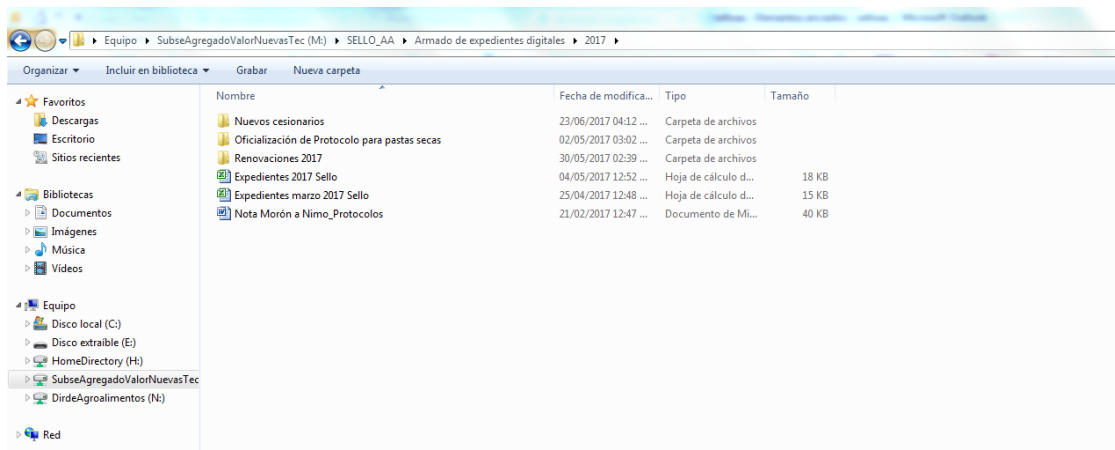 Equipo SubseAgregadoValorNuevasTec (M:) SELLO_AA Armado de expedientes digitales 2017
Organizar Incluir en biblioteca Grabar Nueva carpeta
Favoritos
Descargas
Escritorio
Sitios recientes
Bibliotecas
Documentos
Imágenes
Música
Vídeos
Equipo
Disco local (C:)
Disco extraíble (E:)
HomeDirectory (H:)
SubseAgregadoValorNuevasTec
DirdeAgroalimentos (N:)
Red
Nombre Fecha de modifica... Tipo Tamaño
Nuevos cesionarios 23/06/2017 04:12 ... Carpeta de archivos
Oficialización de Protocolo para pastas secas 02/05/2017 03:02 ... Carpeta de archivos
Renovaciones 2017 30/05/2017 02:39 ... Carpeta de archivos
Expedientes 2017 Sello 04/05/2017 12:52 ... Hoja de cálculo d... 18 KB
Expedientes marzo 2017 Sello 25/04/2017 12:48 ... Hoja de cálculo d... 15 KB
Nota Morón a Nimo_Protocolos 21/02/2017 12:47 ... Documento de Mi... 40 KB